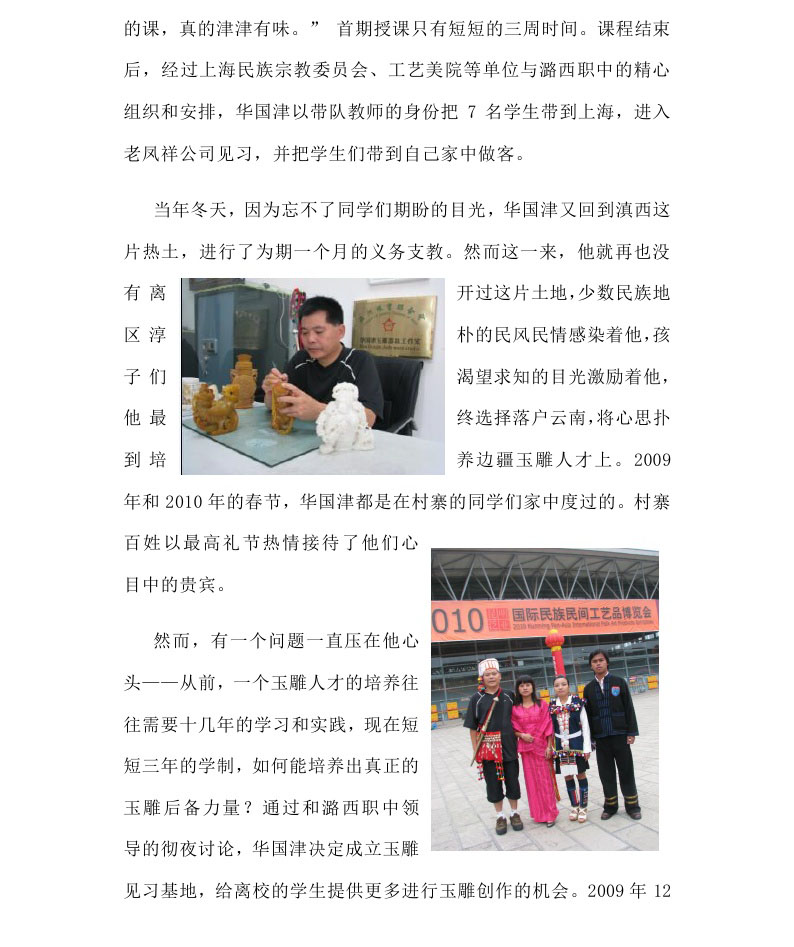 的课，真的津津有味。” 首期授课只有短短的三周时间。课程结束
后，经过上海民族宗教委员会、工艺美院等单位与潞西职中的精心
组织和安排，华国津以带队教师的身份把 7 名学生带到上海，进入
老凤祥公司见习，并把学生们带到自己家中做客。
当年冬天，因为忘不了同学们期盼的目光，华国津又回到滇西这
片热土，进行了为期一个月的义务支教。然而这一来，他就再也没
有离开过这片土地，少数民族地
区淳朴的民风民情感染着他，孩
子们渴望求知的目光激励着他，
他最终选择落户云南，将心思扑
到培养边疆玉雕人才上。2009
年和 2010 年的春节，华国津都是在村寨的同学们家中度过的。村寨
百姓以最高礼节热情接待了他们心
目中的贵宾。
010 国际民族民间工艺品博览会
然而，有一个问题一直压在他心
头——从前，一个玉雕人才的培养往
往需要十几年的学习和实践，现在短
短三年的学制，如何能培养出真正的
玉雕后备力量？通过和潞西职中领
导的彻夜讨论，华国津决定成立玉雕
见习基地，给离校的学生提供更多进行玉雕创作的机会。2009 年 12